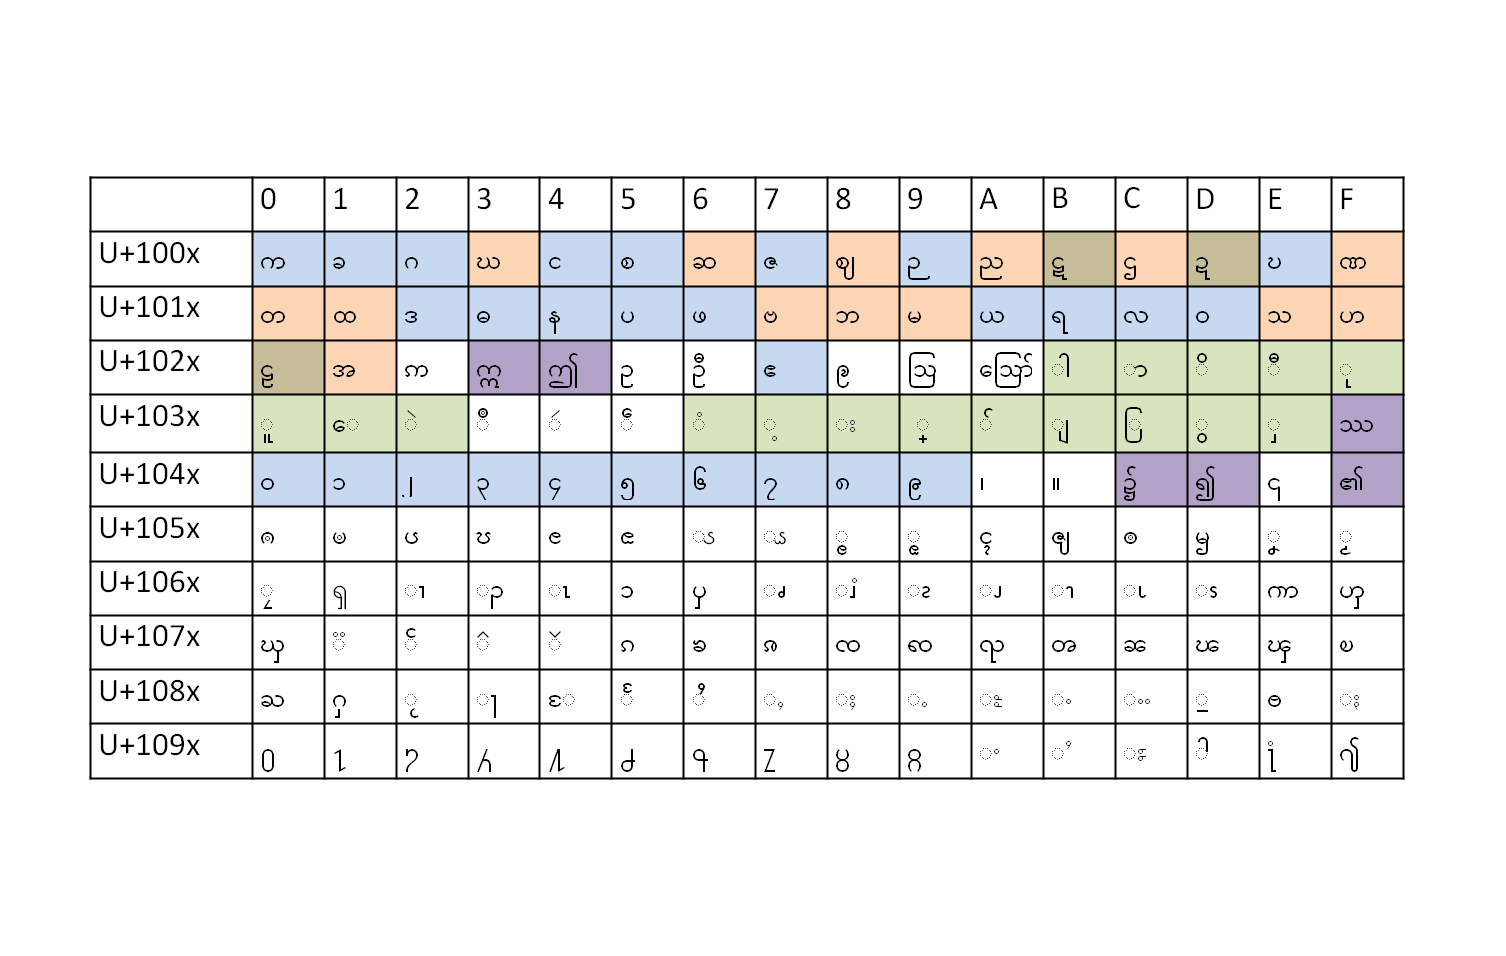 0 1 2 3 4 5 6 7 8 9 A B C D E F
U+100x က ခ ဂ ဃ င စ ဆ ဇ ဈ ဉ ည ဋ ဌ ဍ ပ ဏ
U+101x တ ထ ဒ ဓ န ပ ဖ ဗ ဘ မ ယ ရ လ ဝ သ ဟ
U+102x ဠ အ ဢ ဣ ဤ ဥ ဦ ဧ ဨ ဩ ဪ ါ ာ ိ ီ ု
U+103x ူ ေ ဲ ဳ ဴ ဵ ံ ့ း ္ ် ျ ြ ွ ှ ဿ
U+104x ၀ ၁ ၂ ၃ ၄ ၅ ၆ ၇ ၈ ၉ ၊ ။ ၌ ၍ ၎ ၏
U+105x ၐ ၑ ၒ ၓ ၔ ၕ ၖ ၗ ၘ ၙ ၚ ၛ ၜ ၝ ၞ ၟ
U+106x ၠ ၡ ၢ ၣ ၤ ၥ ၦ ၧ ၨ ၩ ၪ ၫ ၬ ၭ ၮ ၯ
U+107x ၰ ၱ ၲ ၳ ၴ ၵ ၶ ၷ ၸ ၹ ၺ ၻ ၼ ၽ ၾ ၿ
U+108x ႀ ႁ ႂ ႃ ႄ ႅ ႆ ႇ ႈ ႉ ႊ ႋ ႌ ႍ ႎ ႏ
U+109x ႐ ႑ ႒ ႓ ႔ ႕ ႖ ႗ ႘ ႙ ႚ ႛ ႜ ႝ ႞ ႟